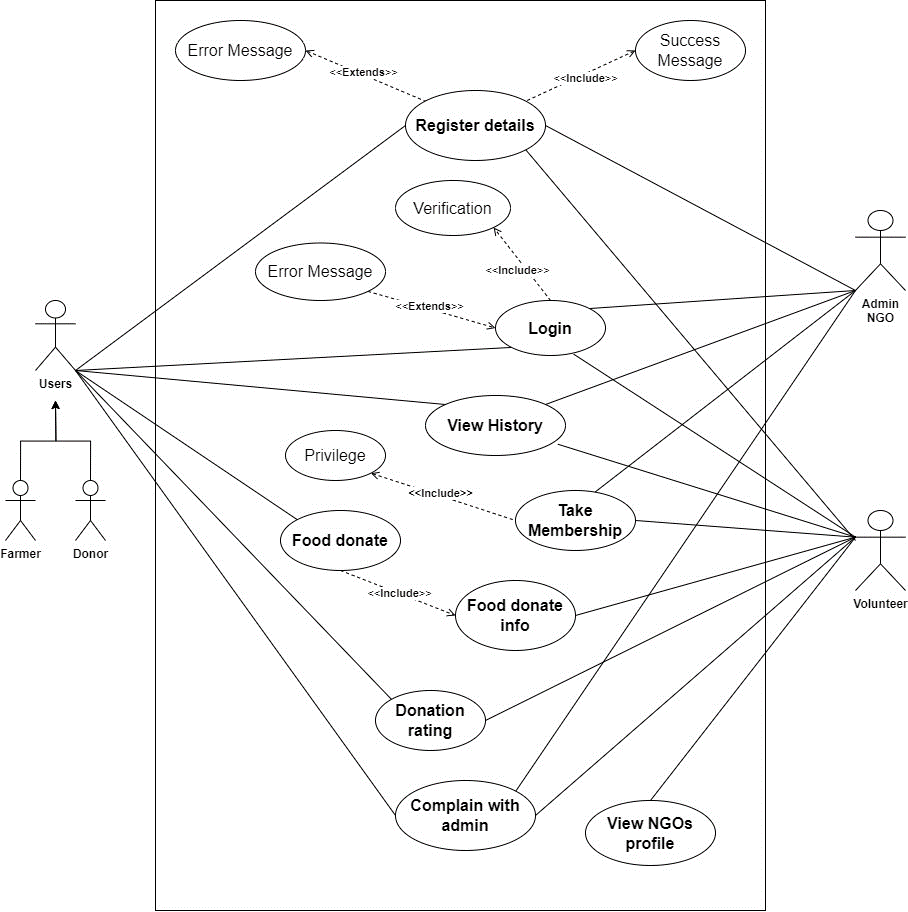 Error Message
Success
Message
<<Extends>>
<<Include>>
Register details
Verification
Error Message
<<Include>>
<<Extends>>
Login
Admin
NGO
Users
View History
Privilege
<<Include>>
Take
Membership
Food donate
Farmer
Donor
<<Include>>
Food donate
info
Volunteer
Donation
rating
Complain with
admin
View NGOs
profile